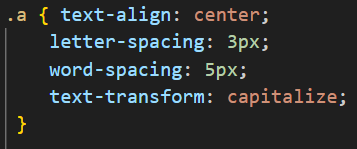 .a { text-align: center;
letter-spacing: 3px;
word-spacing: 5px;
text-transform: capitalize;
}